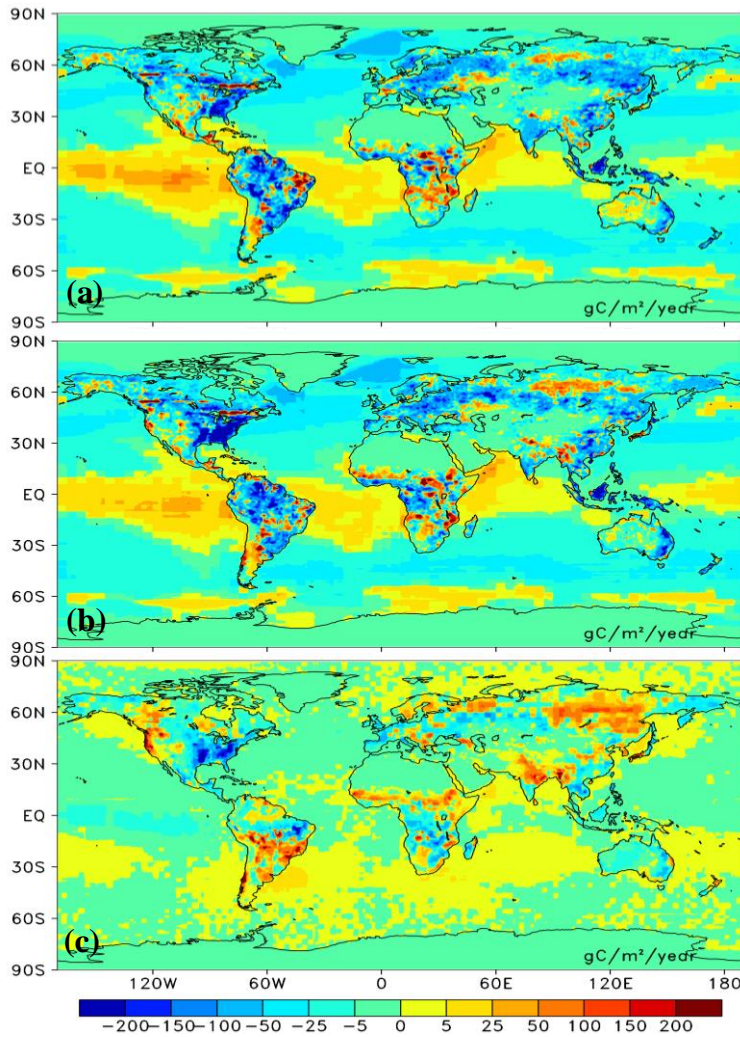 90N
60N
30N
EQ
30S
60S
90S
(a)
gC/m²/year
90N
60N
30N
EQ
30S
60S
90S
(b)
gC/m²/year
90N
60N
30N
EQ
30S
60S
90S
(c)
gC/m²/year
120W 60W 0 60E 120E 180
-200 -150 -100 -50 -25 -5 0 5 25 50 100 150 200